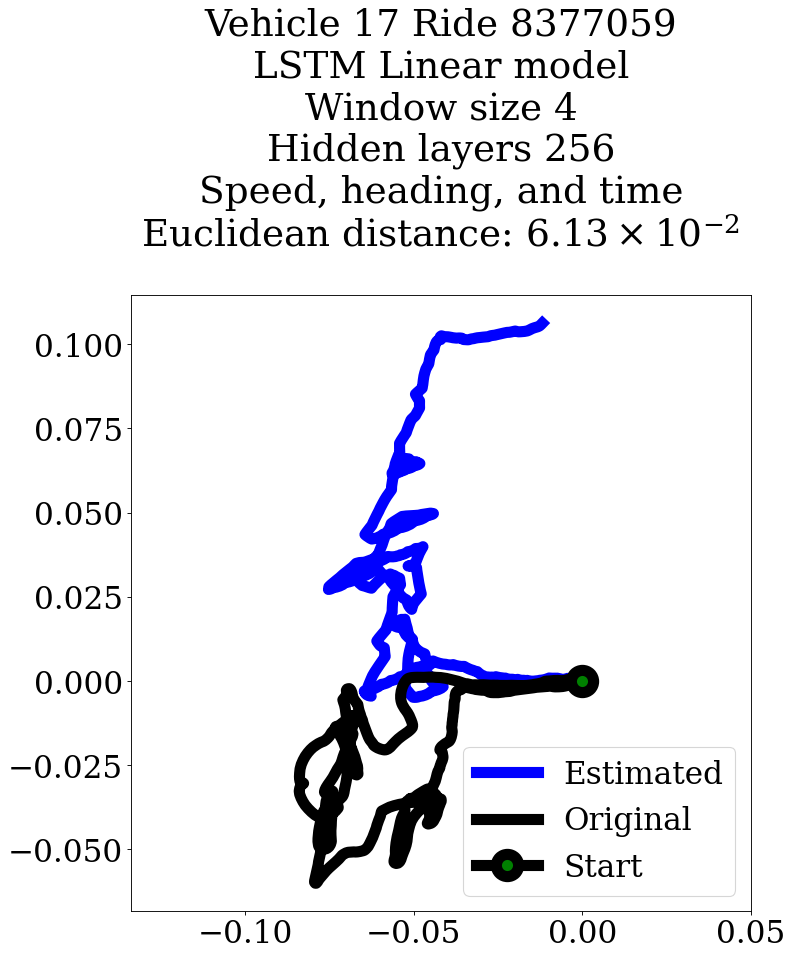 Vehicle 17 Ride 8377059
LSTM Linear model
Window size 4
Hidden layers 256
Speed, heading, and time
Euclidean distance: 6.13 × 10⁻²
0.100
0.075
0.050
0.025
0.000
−0.025
−0.050
Estimated
Original
Start
−0.10
−0.05
0.00
0.05